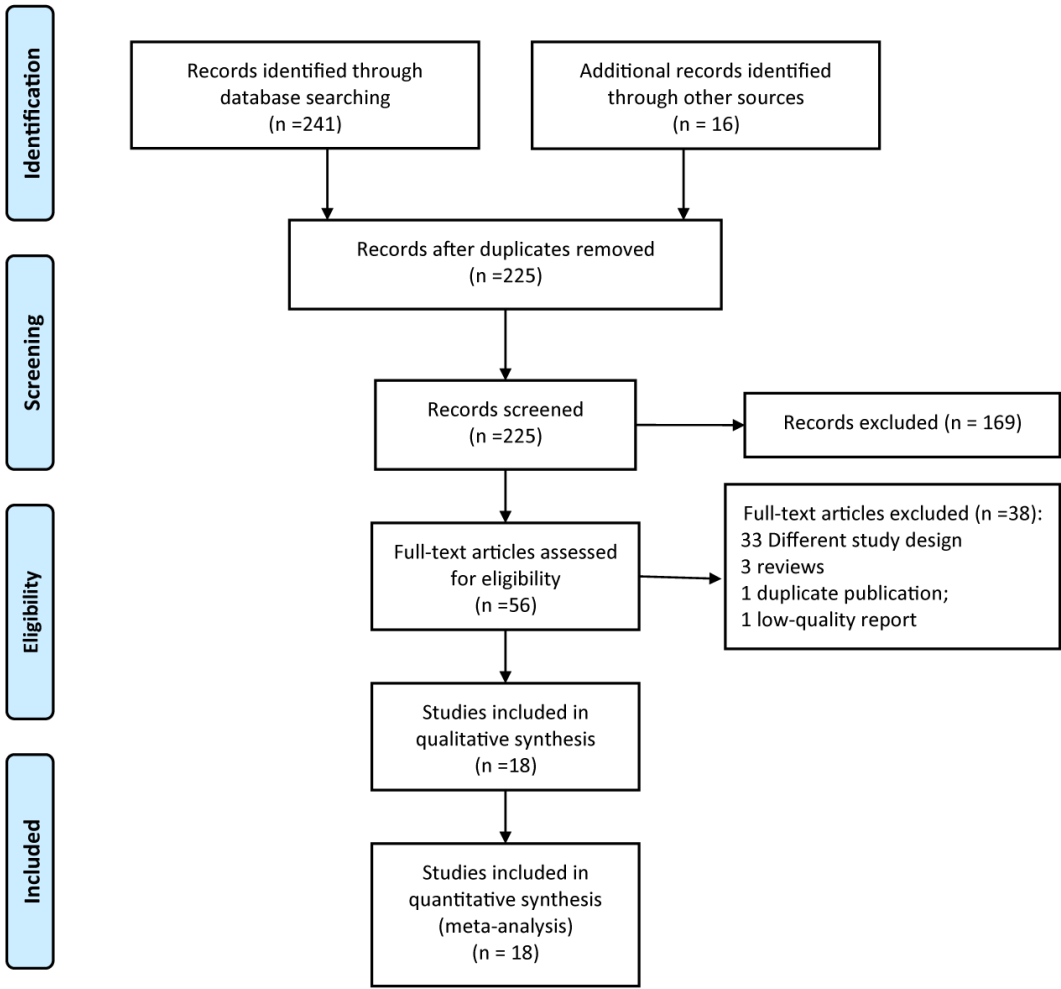 Identification
Records identified through
database searching
(n =241)
Additional records identified
through other sources
(n = 16)
Records after duplicates removed
(n =225)
Screening
Records screened
(n =225)
Records excluded (n = 169)
Eligibility
Full-text articles assessed
for eligibility
(n =56)
Full-text articles excluded (n =38):
33 Different study design
3 reviews
1 duplicate publication;
1 low-quality report
Studies included in
qualitative synthesis
(n =18)
Included
Studies included in
quantitative synthesis
(meta-analysis)
(n = 18)